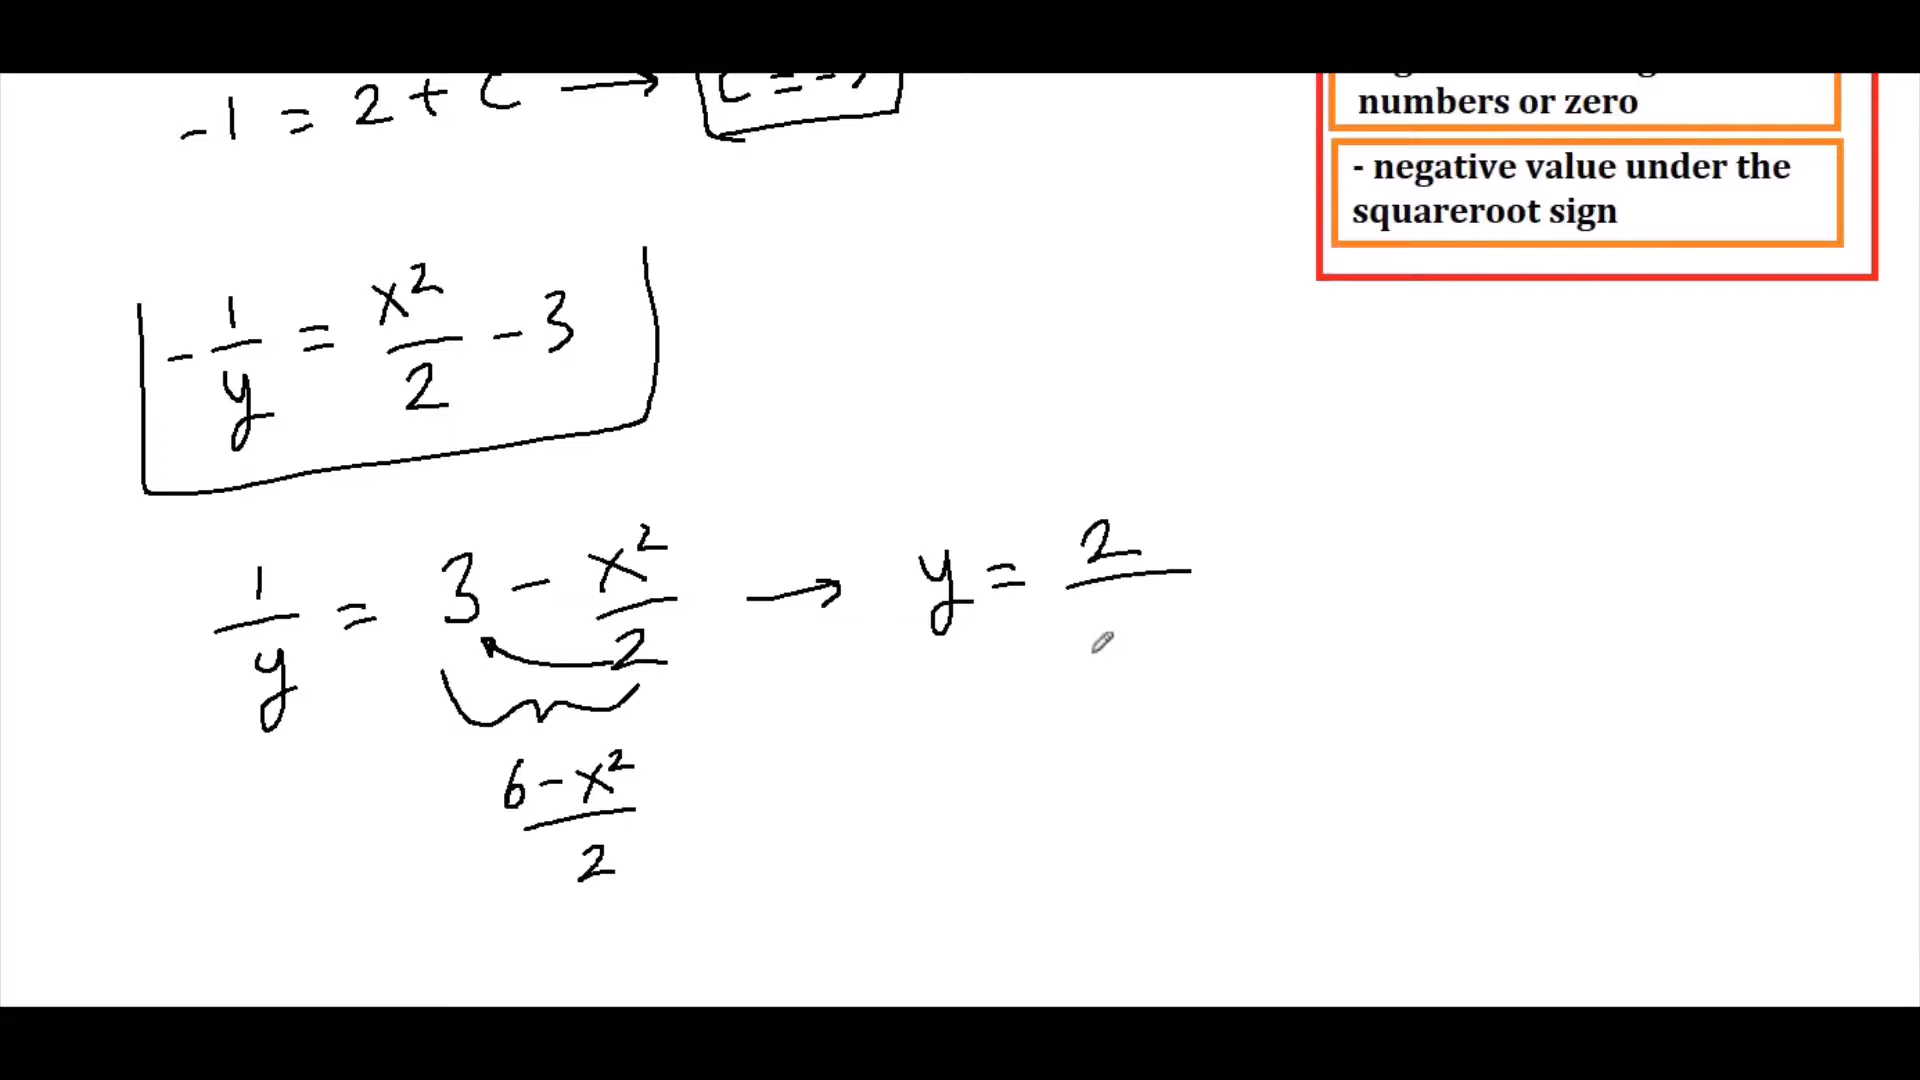 -1 = 2 + C →
numbers or zero
- negative value under the
squareroot sign
- 1/y = x²/2 - 3
1/y = 3 - x²/2 → y = 2/
6 - x²/2